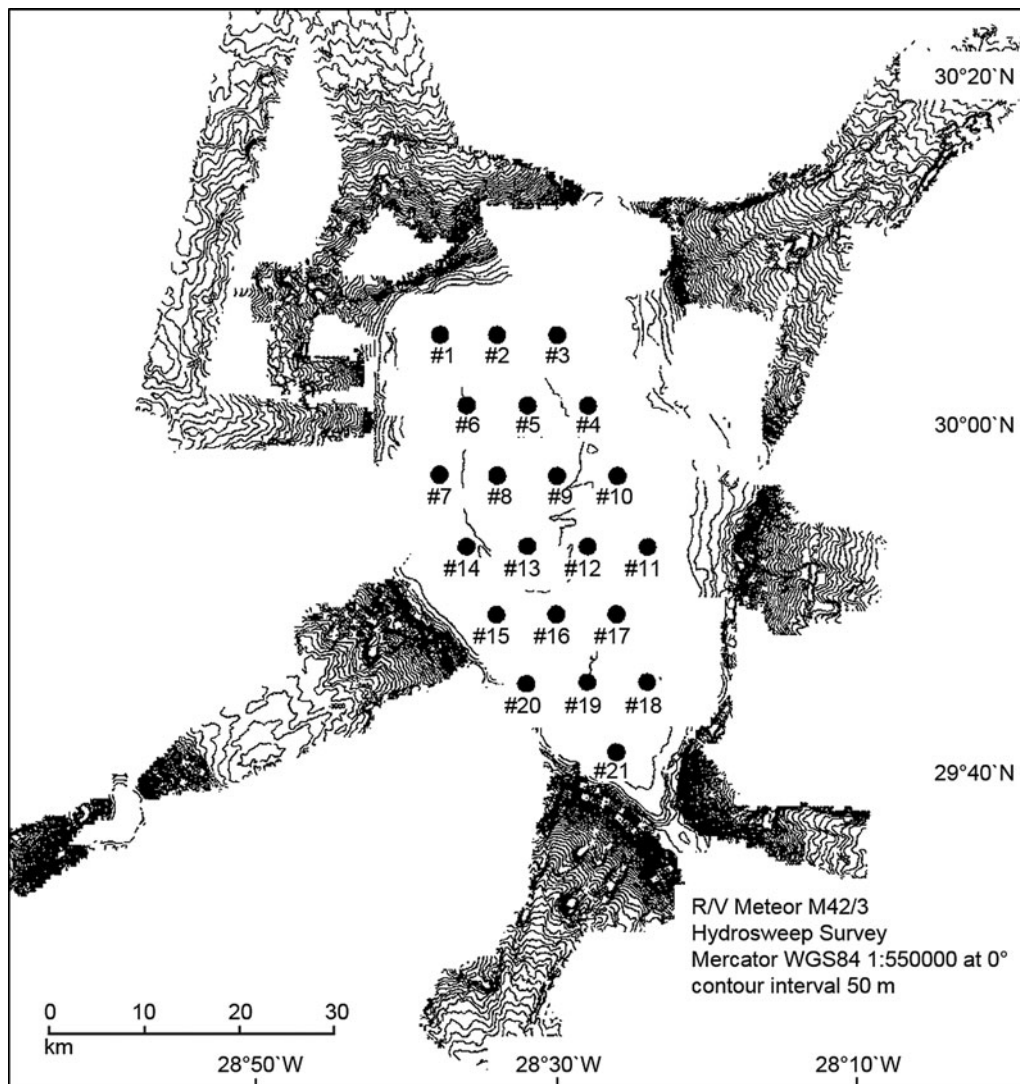 30°20`N
#1 #2 #3
#6 #5 #4
30°00`N
#7 #8 #9 #10
#14 #13 #12 #11
#15 #16 #17
#20 #19 #18
#21
29°40`N
R/V Meteor M42/3
Hydrosweep Survey
Mercator WGS84 1:550000 at 0°
contour interval 50 m
0 10 20 30
km
28°50`W 28°30`W 28°10`W